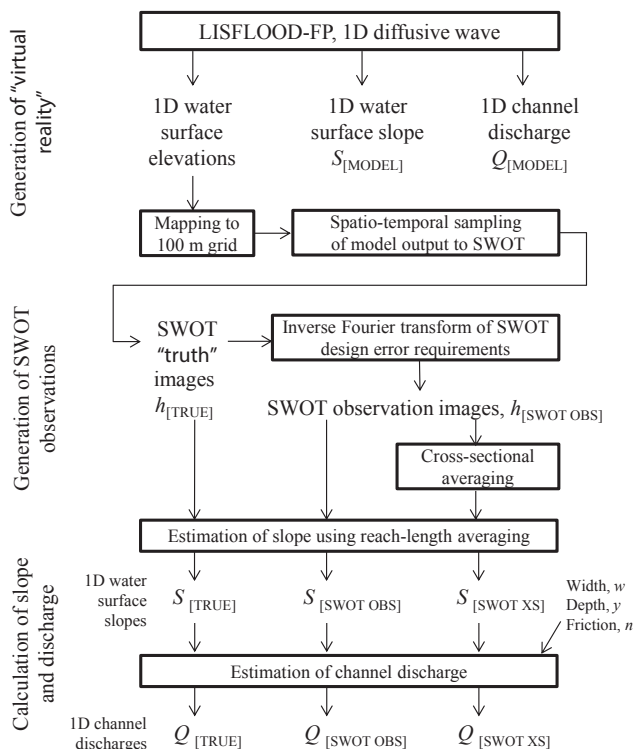 Generation of "virtual
reality"
LISFLOOD-FP, 1D diffusive wave
1D water
surface
elevations
1D water
surface slope
S[MODEL]
1D channel
discharge
Q[MODEL]
Mapping to
100 m grid
Spatio-temporal sampling
of model output to SWOT
Generation of SWOT
observations
SWOT
"truth"
images
h[TRUE]
Inverse Fourier transform of SWOT
design error requirements
SWOT observation images, h[SWOT OBS]
Cross-sectional
averaging
Calculation of slope
and discharge
Estimation of slope using reach-length averaging
1D water
surface
slopes
S [TRUE]
S [SWOT OBS]
S [SWOT XS]
Width, w
Depth, y
Friction, n
Estimation of channel discharge
1D channel
discharges
Q [TRUE]
Q [SWOT OBS]
Q [SWOT XS]